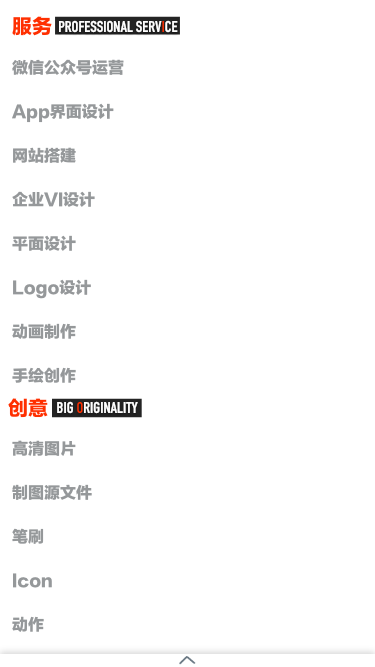 服务 PROFESSIONAL SERVICE
微信公众号运营
App界面设计
网站搭建
企业VI设计
平面设计
Logo设计
动画制作
手绘创作
创意 BIG ORIGINALITY
高清图片
制图源文件
笔刷
Icon
动作